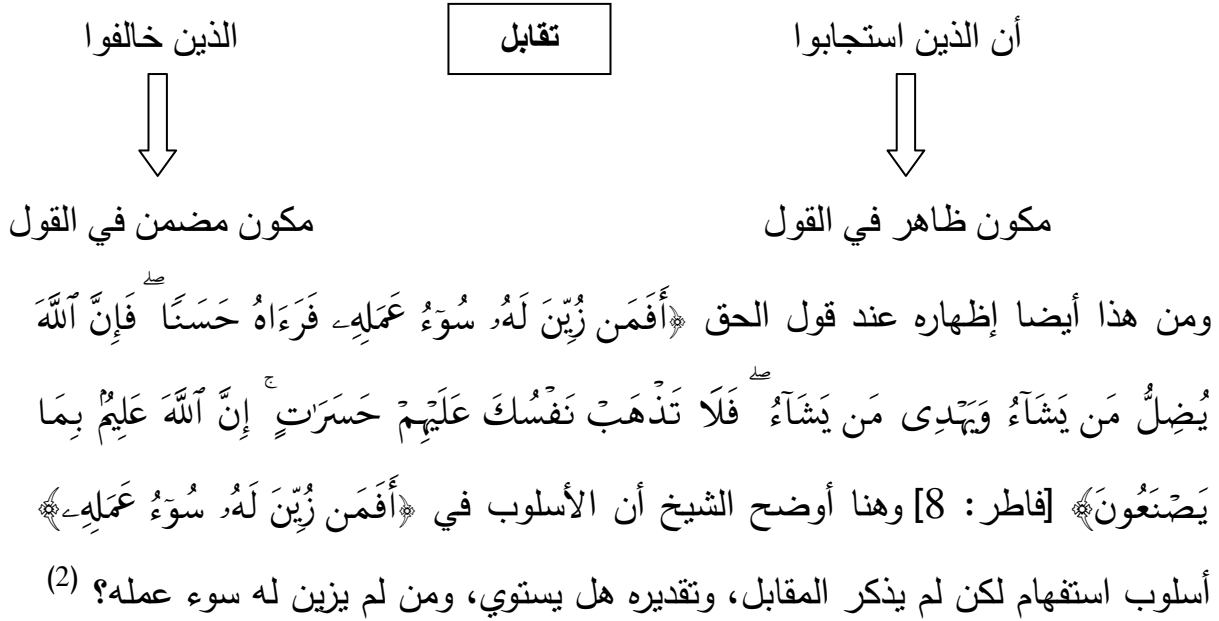 أن الذين استجابوا تقابل الذين خالفوا
مكون ظاهر في القول مكون مضمن في القول
ومن هذا أيضا إظهاره عند قول الحق ﴿أَفَمَن زُيِّنَ لَهُۥ سُوٓءُ عَمَلِهِۦ فَرَءَاهُ حَسَنٗاۖ فَإِنَّ ٱللَّهَ
يُضِلُّ مَن يَشَآءُ وَيَهۡدِى مَن يَشَآءُۖ فَلَا تَذۡهَبۡ نَفۡسُكَ عَلَيۡهِمۡ حَسَرَٰتٍۚ إِنَّ ٱللَّهَ عَلِيمُۢ بِمَا
يَصۡنَعُونَ﴾ [فاطر: 8] وهنا أوضح الشيخ أن الأسلوب في ﴿أَفَمَن زُيِّنَ لَهُۥ سُوٓءُ عَمَلِهِۦ﴾
أسلوب استفهام لكن لم يذكر المقابل، وتقديره هل يستوي، ومن لم يزين له سوء عمله؟ (2)